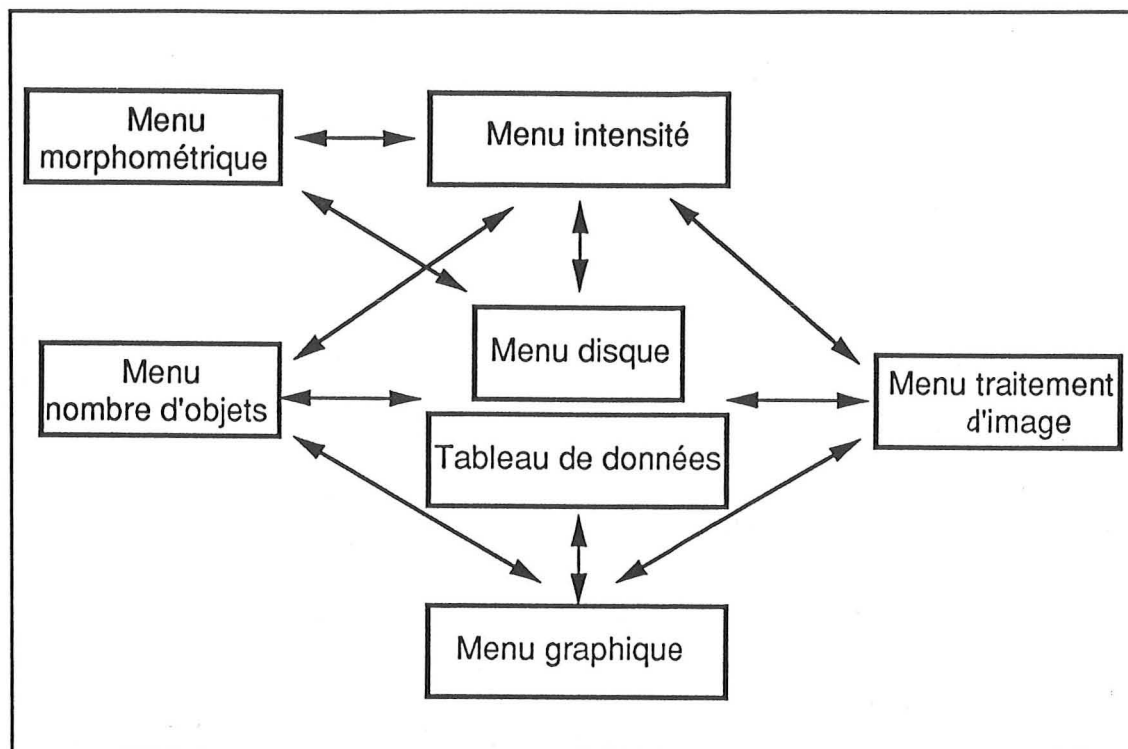 Menu
morphométrique
Menu intensité
Menu disque
Menu
nombre d'objets
Menu traitement
d'image
Tableau de données
Menu graphique